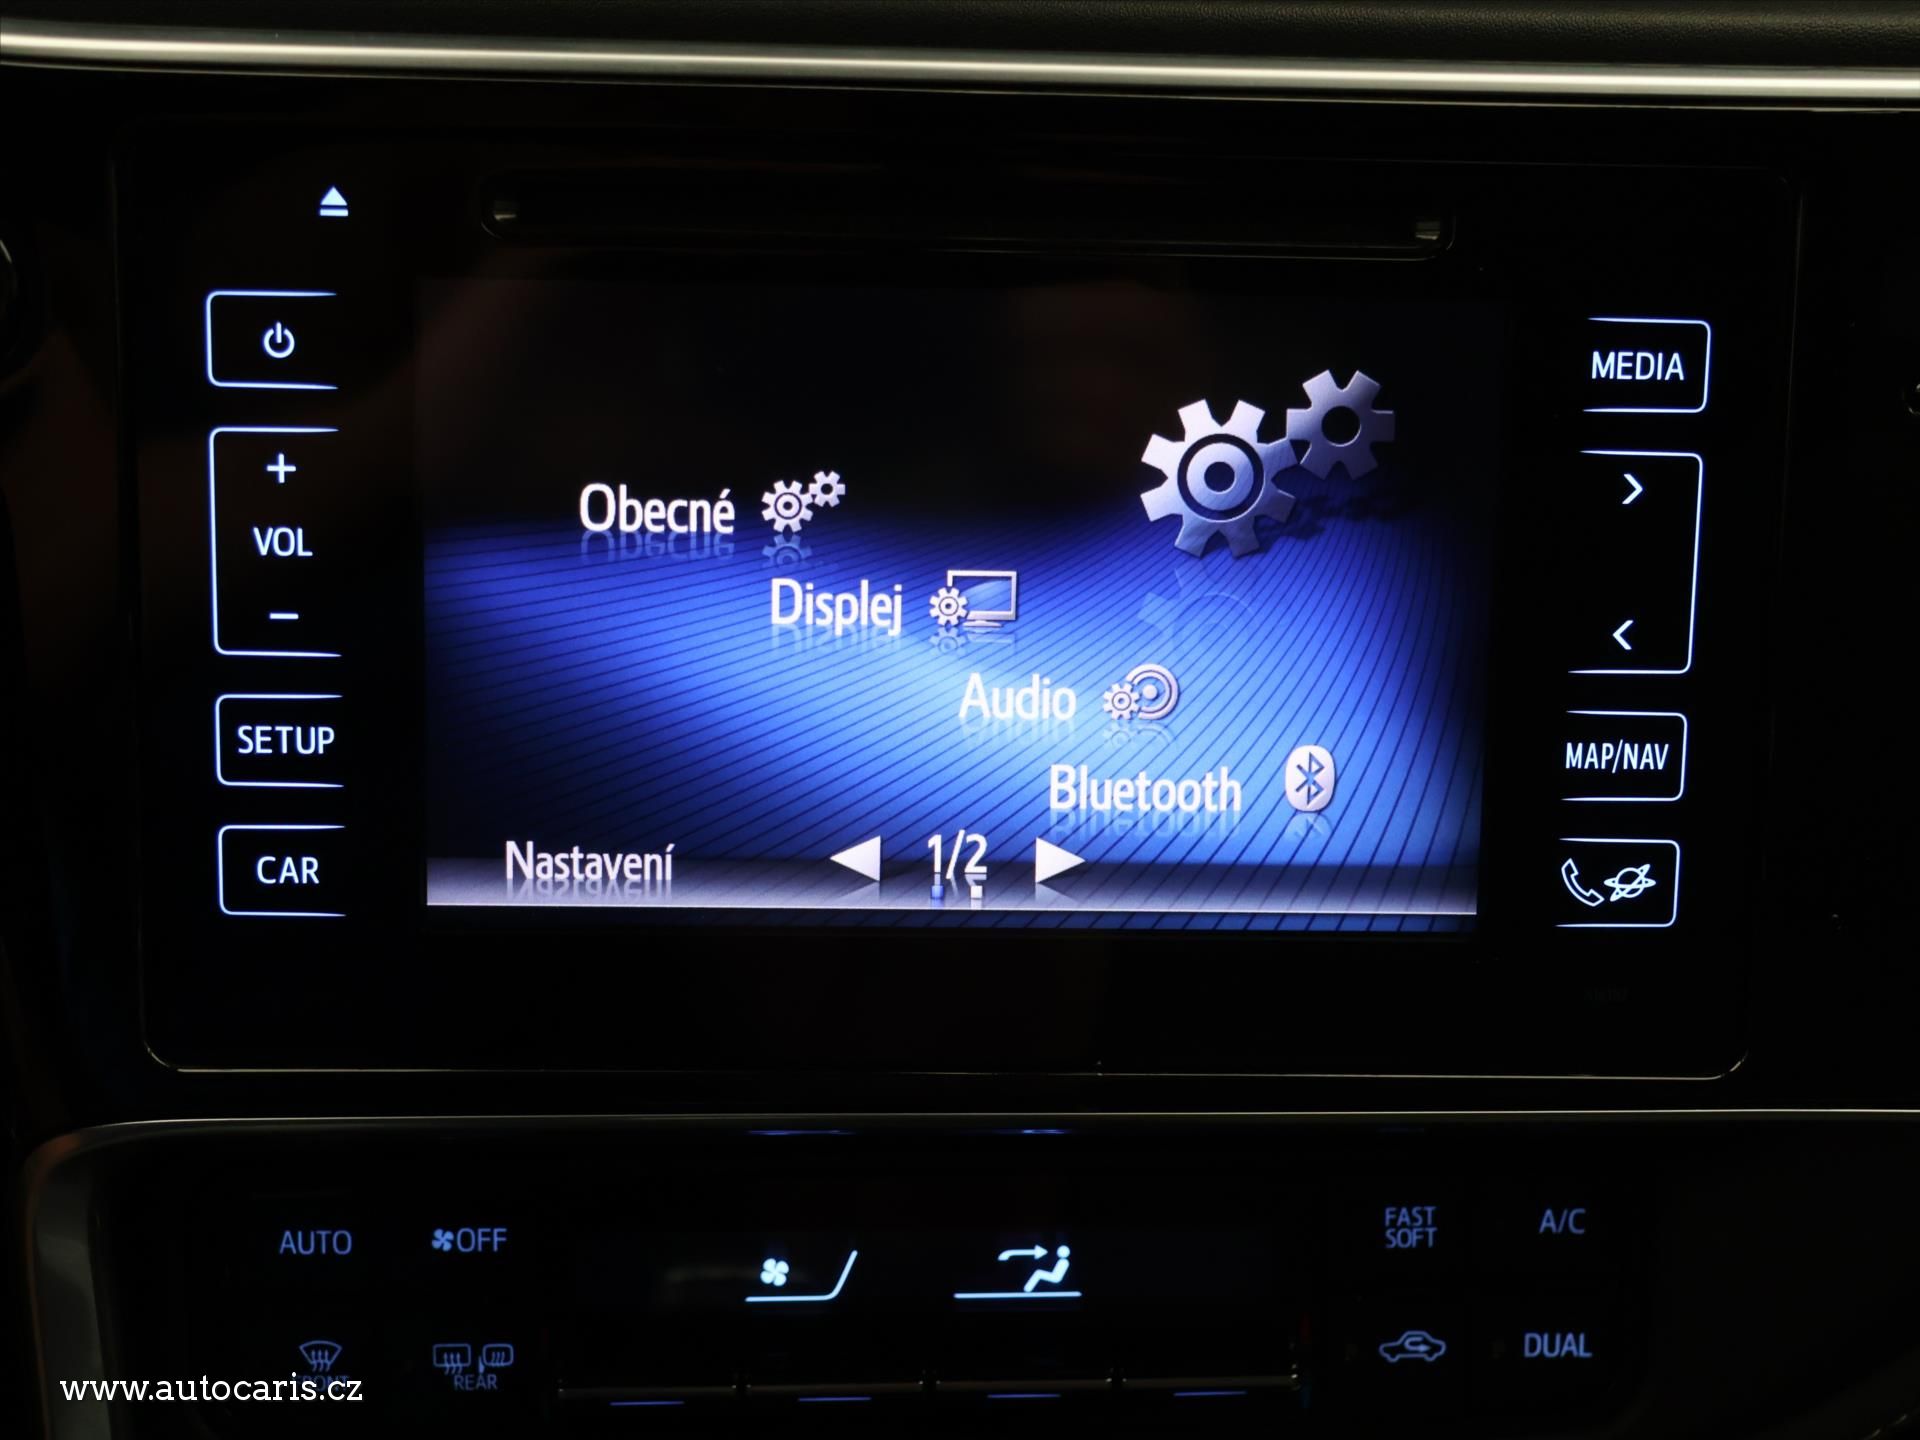 MEDIA
+
VOL
−
SETUP
CAR
Obecné
Displej
Audio
Bluetooth
Nastavení
1/2
MAP/NAV
AUTO
OFF
FAST
SOFT
A/C
FRONT
REAR
DUAL
www.autocaris.cz